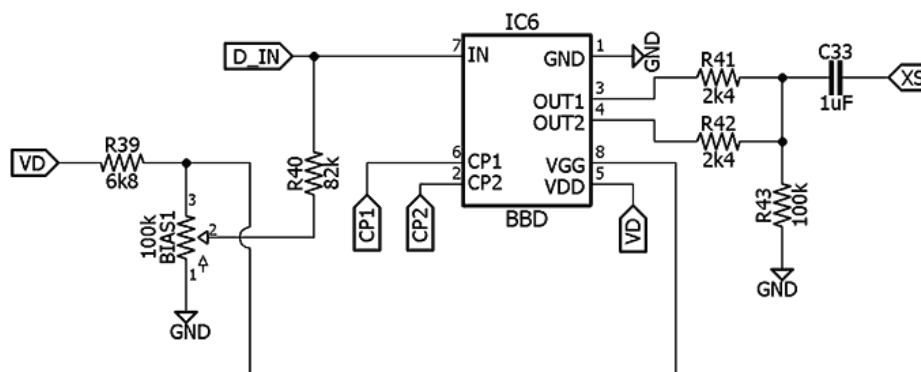 IC6
D_IN
7
IN
GND
1
GND
OUT1
3
OUT2
4
R41
2k4
R42
2k4
C33
1uF
XS
VD
R39
6k8
R40
82k
6
CP1
2
CP2
VGG
8
VDD
5
BBD
CP1
CP2
VD
R43
100k
GND
3
100k
BIAS1
2
1
GND